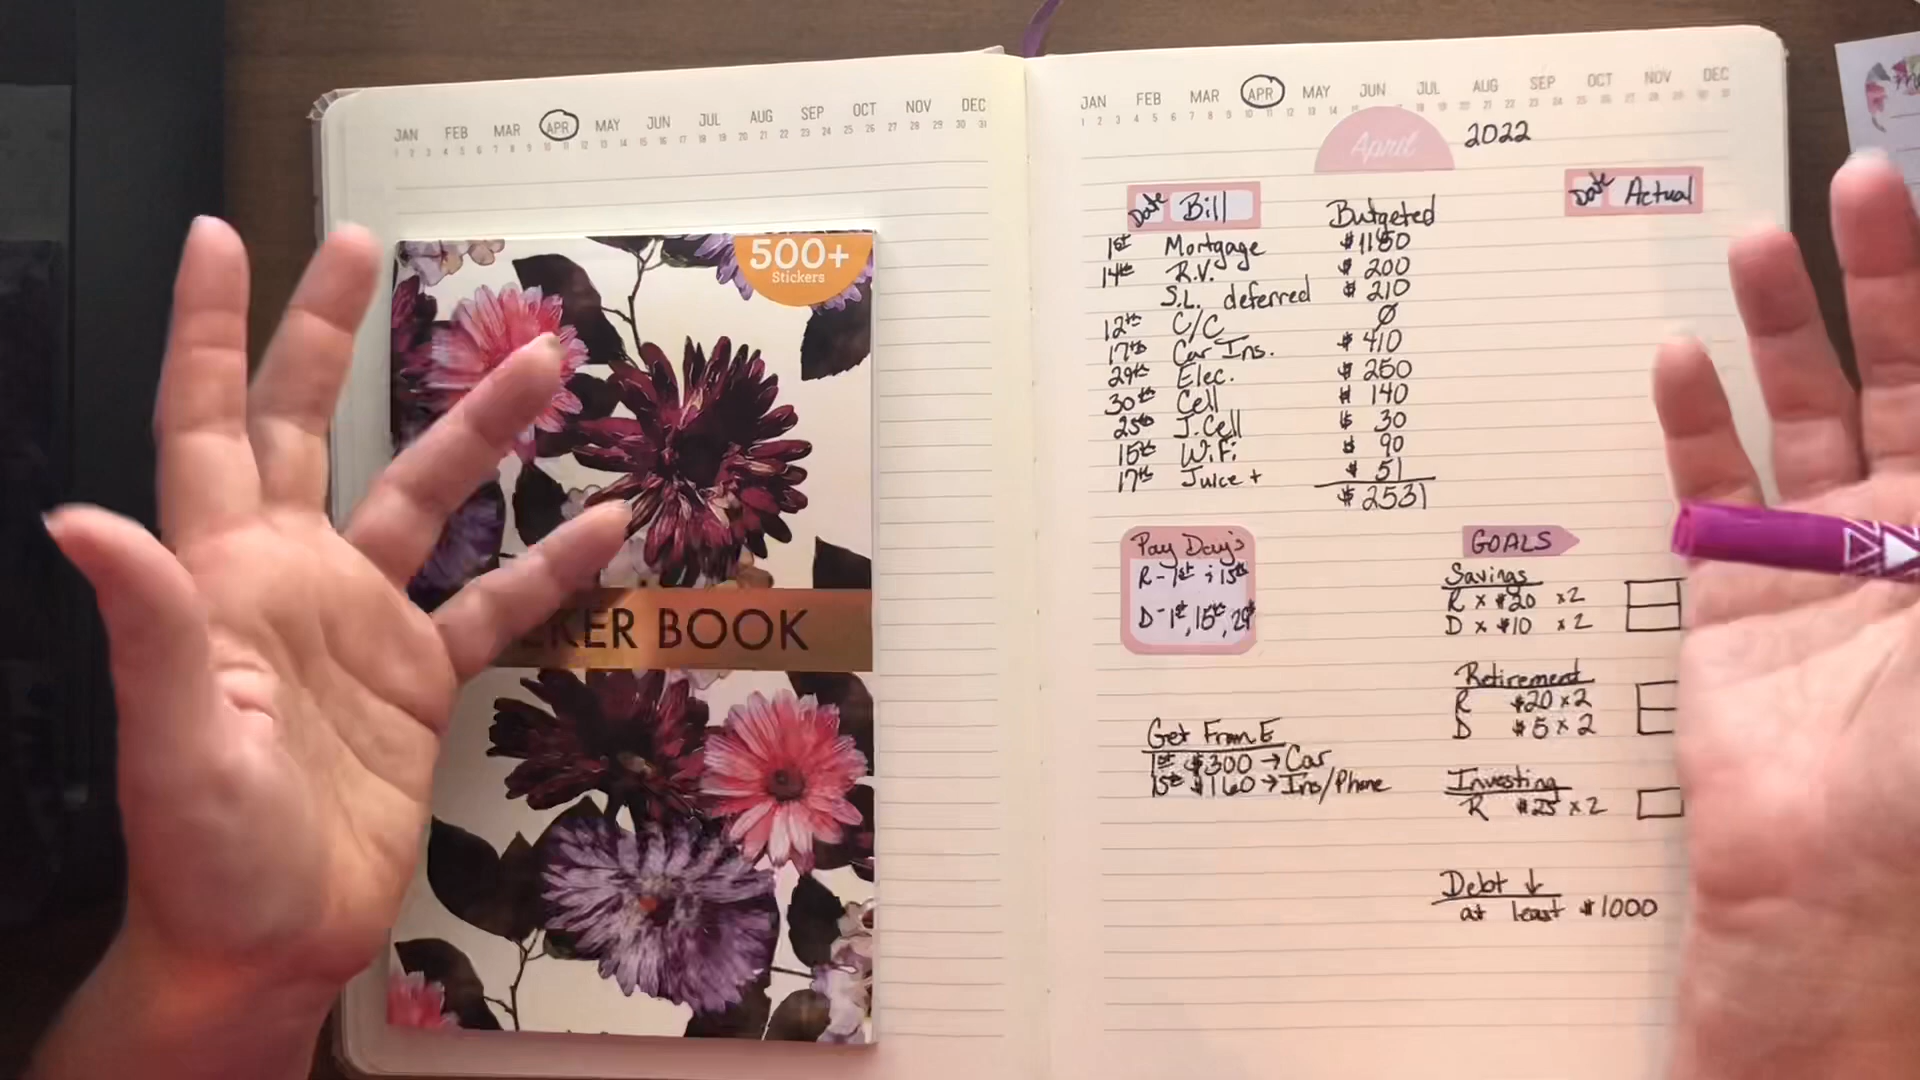 JAN FEB MAR APR MAY JUN JUL AUG SEP OCT NOV DEC
500+
Stickers
KER BOOK
JAN FEB MAR APR MAY JUN JUL AUG SEP OCT NOV DEC
April 2022
Date Bill Budgeted Date Actual
1st Mortgage $1150
14th R.V. $ 200
S.L. deferred $ 210
12th C/C Ø
17th Car Ins. $ 410
29th Elec. $ 250
30th Cell $ 140
25th J.Cell $ 30
15th WiFi $ 90
17th Juice + $ 51
$ 2531
Pay Day's
R - 1st ; 15th
D - 1st, 15th, 29th
GOALS
Savings
R x $20 x2
D x $10 x2
Retirement
R $20 x 2
D $5 x 2
Get From E
1st $300 → Car
15th $160 → Ins/Phone
Investing
R $25 x 2
Debt ↓
at least $1000